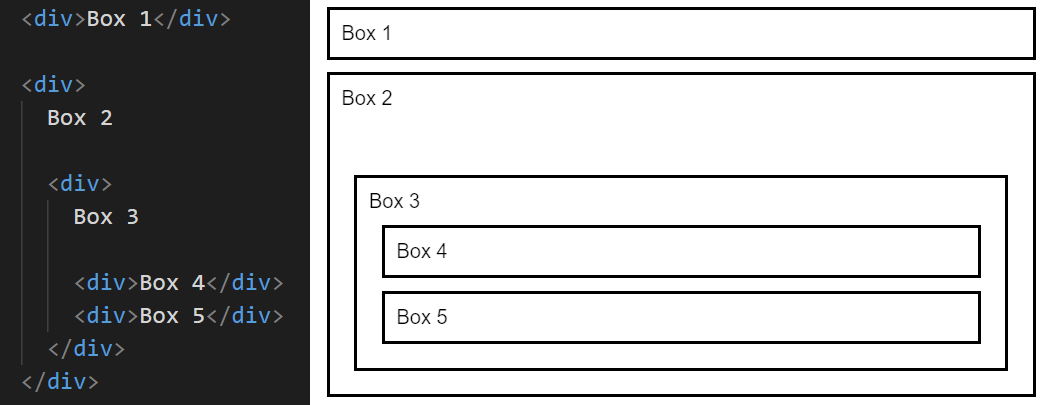 <div>Box 1</div>
<div>
Box 2
<div>
Box 3
<div>Box 4</div>
<div>Box 5</div>
</div>
</div>
Box 1
Box 2
Box 3
Box 4
Box 5